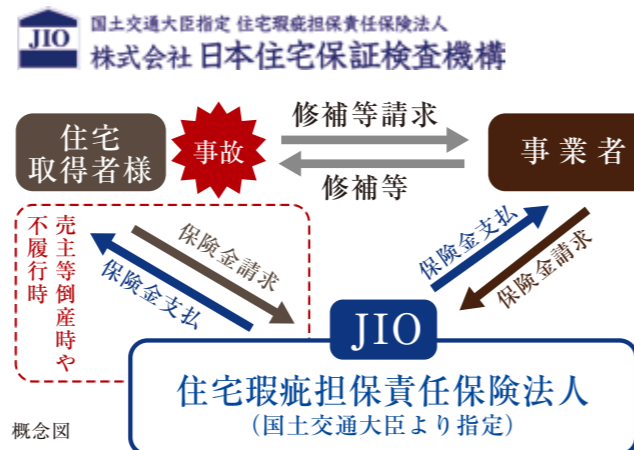 JIO
国土交通大臣指定 住宅瑕疵担保責任保険法人
株式会社 日本住宅保証検査機構
住宅
取得者様
事故
修補等請求
修補等
事業者
売主等倒産時や
不履行時
保険金請求
保険金支払
保険金支払
保険金請求
JIO
住宅瑕疵担保責任保険法人
(国土交通大臣より指定)
概念図